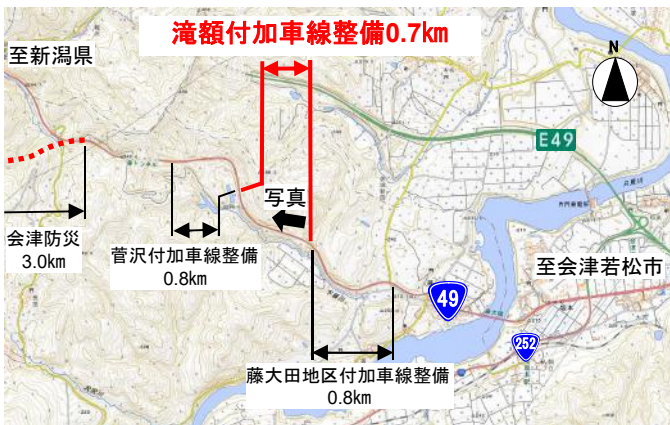 滝額付加車線整備0.7km
至新潟県
N
E49
写真
会津防災
3.0km
菅沢付加車線整備
0.8km
至会津若松市
49
252
藤大田地区付加車線整備
0.8km